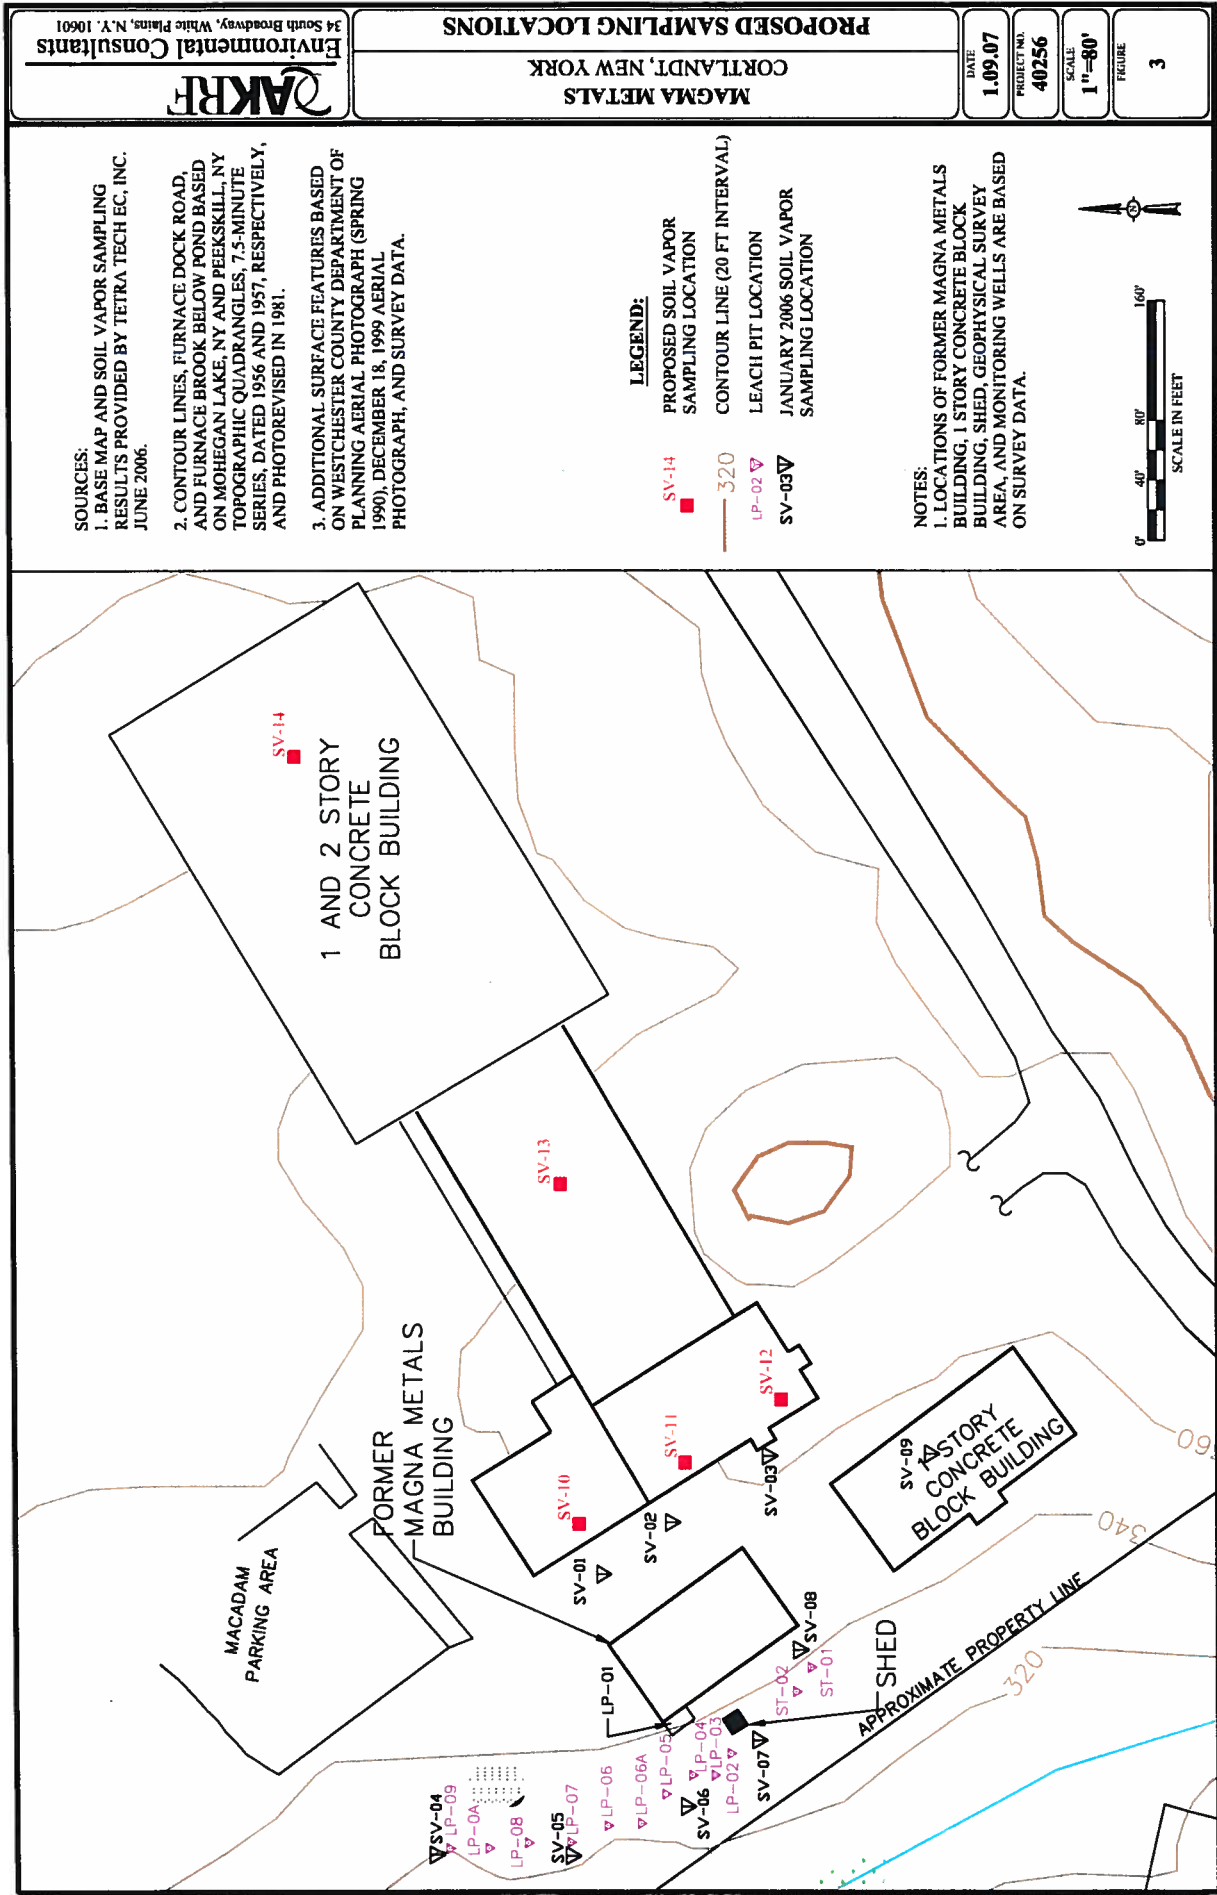 SOURCES:
1. BASE MAP AND SOIL VAPOR SAMPLING
RESULTS PROVIDED BY TETRA TECH EC, INC.
JUNE 2006.
2. CONTOUR LINES, FURNACE DOCK ROAD,
AND FURNACE BROOK BELOW POND BASED
ON MOHEGAN LAKE, NY AND PEEKSKILL, NY
TOPOGRAPHIC QUADRANGLES, 7.5-MINUTE
SERIES, DATED 1956 AND 1957, RESPECTIVELY,
AND PHOTOREVISED IN 1981.
3. ADDITIONAL SURFACE FEATURES BASED
ON WESTCHESTER COUNTY DEPARTMENT OF
PLANNING AERIAL PHOTOGRAPH (SPRING
1990), DECEMBER 18, 1999 AERIAL
PHOTOGRAPH, AND SURVEY DATA.
LEGEND:
SV-14
PROPOSED SOIL VAPOR
SAMPLING LOCATION
320
CONTOUR LINE (20 FT INTERVAL)
LP-02
LEACH PIT LOCATION
SV-03
JANUARY 2006 SOIL VAPOR
SAMPLING LOCATION
NOTES:
1. LOCATIONS OF FORMER MAGNA METALS
BUILDING, 1 STORY CONCRETE BLOCK
BUILDING, SHED, GEOPHYSICAL SURVEY
AREA, AND MONITORING WELLS ARE BASED
ON SURVEY DATA.
0' 40' 80' 160'
SCALE IN FEET
N
AKRF
Environmental Consultants
34 South Broadway, White Plains, N.Y. 10601
MAGMA METALS
CORTLANDT, NEW YORK
PROPOSED SAMPLING LOCATIONS
DATE
1.09.07
PROJECT NO.
40256
SCALE
1"=80'
FIGURE
3
SV-14
1 AND 2 STORY
CONCRETE
BLOCK BUILDING
SV-13
SV-12
SV-11
SV-10
FORMER
MAGNA METALS
BUILDING
MACADAM
PARKING AREA
SV-01
SV-02
SV-03
SV-09
1 STORY
CONCRETE
BLOCK BUILDING
340
320
APPROXIMATE PROPERTY LINE
LP-01
SV-08
ST-02
ST-01
SHED
SV-04
LP-09
LP-0A
LP-08
SV-05
LP-07
LP-06
LP-06A
LP-05
LP-04
LP-03
LP-02
SV-06
SV-07